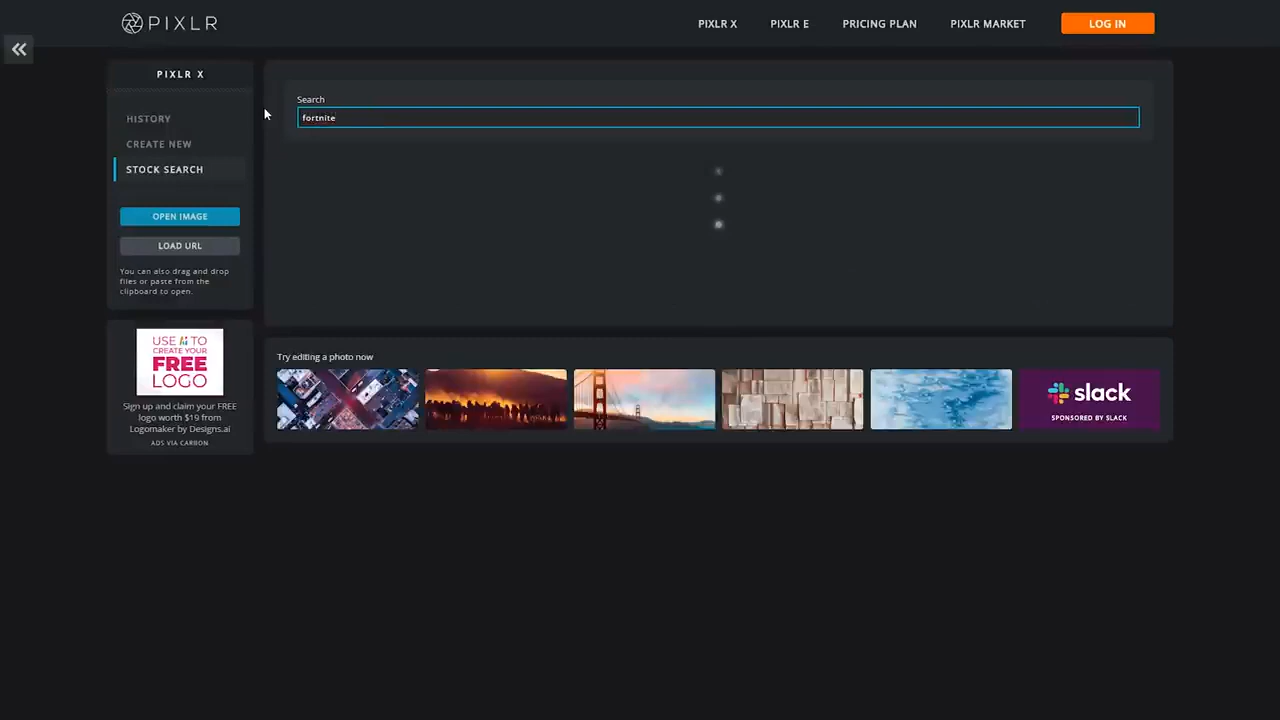 PIXLR
PIXLR X
PIXLR E
PRICING PLAN
PIXLR MARKET
LOG IN
PIXLR X
HISTORY
CREATE NEW
STOCK SEARCH
OPEN IMAGE
LOAD URL
You can also drag and drop
files or paste from the
clipboard to open.
USE AI TO
CREATE YOUR
FREE
LOGO
Sign up and claim your FREE
logo worth $19 from
Logomaker by Designs.ai
ADS VIA CARBON
Search
fortnite
Try editing a photo now
slack
SPONSORED BY SLACK